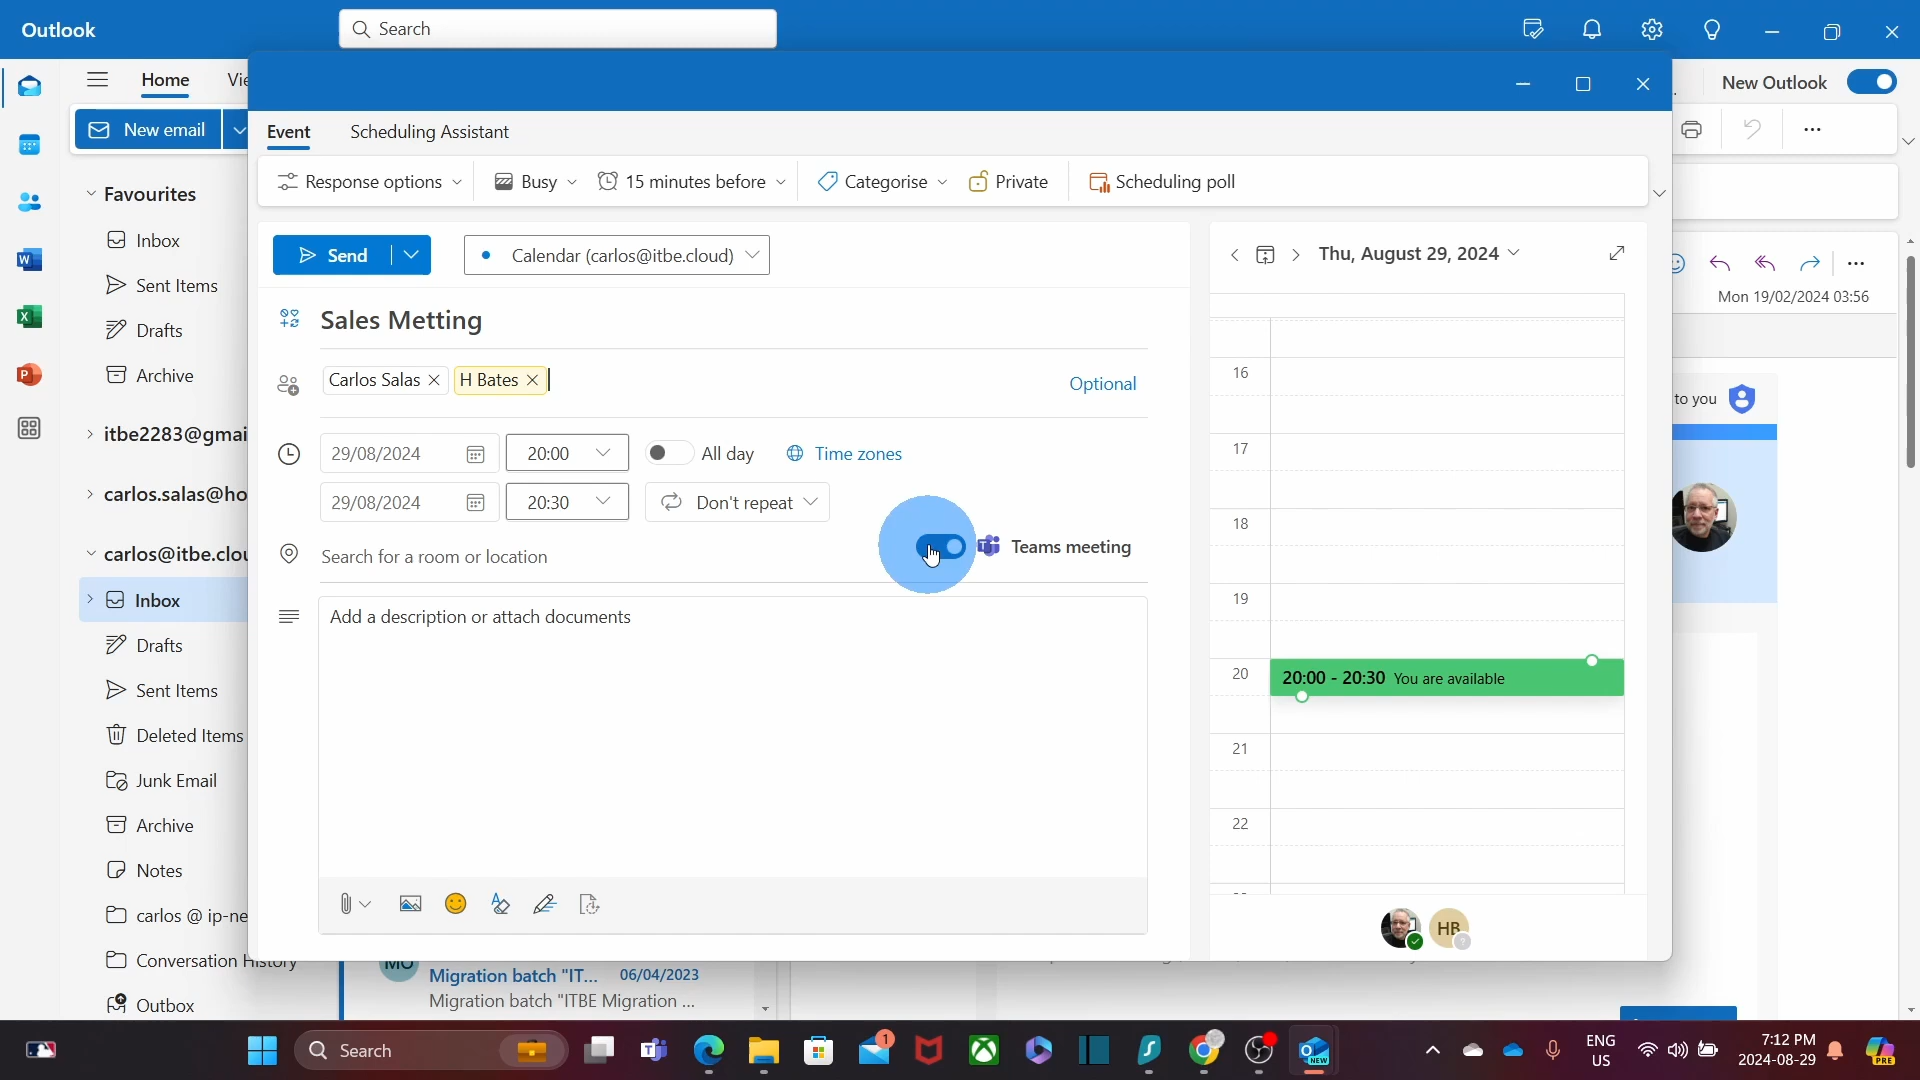 Outlook
Search
Home
New Outlook
New email
Event
Scheduling Assistant
Response options
Busy
15 minutes before
Categorise
Private
Scheduling poll
Favourites
Inbox
Sent Items
Drafts
Archive
itbe2283@gmai
carlos.salas@ho
carlos@itbe.clou
Inbox
Drafts
Sent Items
Deleted Items
Junk Email
Archive
Notes
carlos @ ip-ne
Conversation History
Outbox
Send
Calendar (carlos@itbe.cloud)
Sales Metting
Carlos Salas
H Bates
Optional
29/08/2024
20:00
All day
Time zones
29/08/2024
20:30
Don't repeat
Search for a room or location
Teams meeting
Add a description or attach documents
Thu, August 29, 2024
16
17
18
19
20
20:00 - 20:30 You are available
21
22
HB
Mon 19/02/2024 03:56
to you
MO
Migration batch "IT... 06/04/2023
Migration batch "ITBE Migration ...
Search
1
NEW
ENG
US
7:12 PM
2024-08-29
PRE